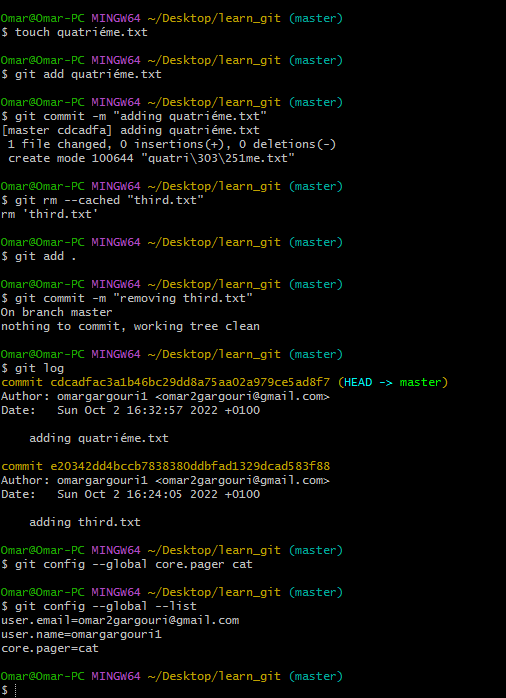 Omar@Omar-PC MINGW64 ~/Desktop/learn_git (master)
$ touch quatriéme.txt
Omar@Omar-PC MINGW64 ~/Desktop/learn_git (master)
$ git add quatriéme.txt
Omar@Omar-PC MINGW64 ~/Desktop/learn_git (master)
$ git commit -m "adding quatriéme.txt"
[master cdcadfa] adding quatriéme.txt
 1 file changed, 0 insertions(+), 0 deletions(-)
 create mode 100644 "quatri\303\251me.txt"
Omar@Omar-PC MINGW64 ~/Desktop/learn_git (master)
$ git rm --cached "third.txt"
rm 'third.txt'
Omar@Omar-PC MINGW64 ~/Desktop/learn_git (master)
$ git add .
Omar@Omar-PC MINGW64 ~/Desktop/learn_git (master)
$ git commit -m "removing third.txt"
On branch master
nothing to commit, working tree clean
Omar@Omar-PC MINGW64 ~/Desktop/learn_git (master)
$ git log
commit cdcadfac3a1b46bc29dd8a75aa02a979ce5ad8f7 (HEAD -> master)
Author: omargargouri1 <omar2gargouri@gmail.com>
Date:   Sun Oct 2 16:32:57 2022 +0100
    adding quatriéme.txt
commit e20342dd4bccb7838380ddbfad1329dcad583f88
Author: omargargouri1 <omar2gargouri@gmail.com>
Date:   Sun Oct 2 16:24:05 2022 +0100
    adding third.txt
Omar@Omar-PC MINGW64 ~/Desktop/learn_git (master)
$ git config --global core.pager cat
Omar@Omar-PC MINGW64 ~/Desktop/learn_git (master)
$ git config --global --list
user.email=omar2gargouri@gmail.com
user.name=omargargouri1
core.pager=cat
Omar@Omar-PC MINGW64 ~/Desktop/learn_git (master)
$